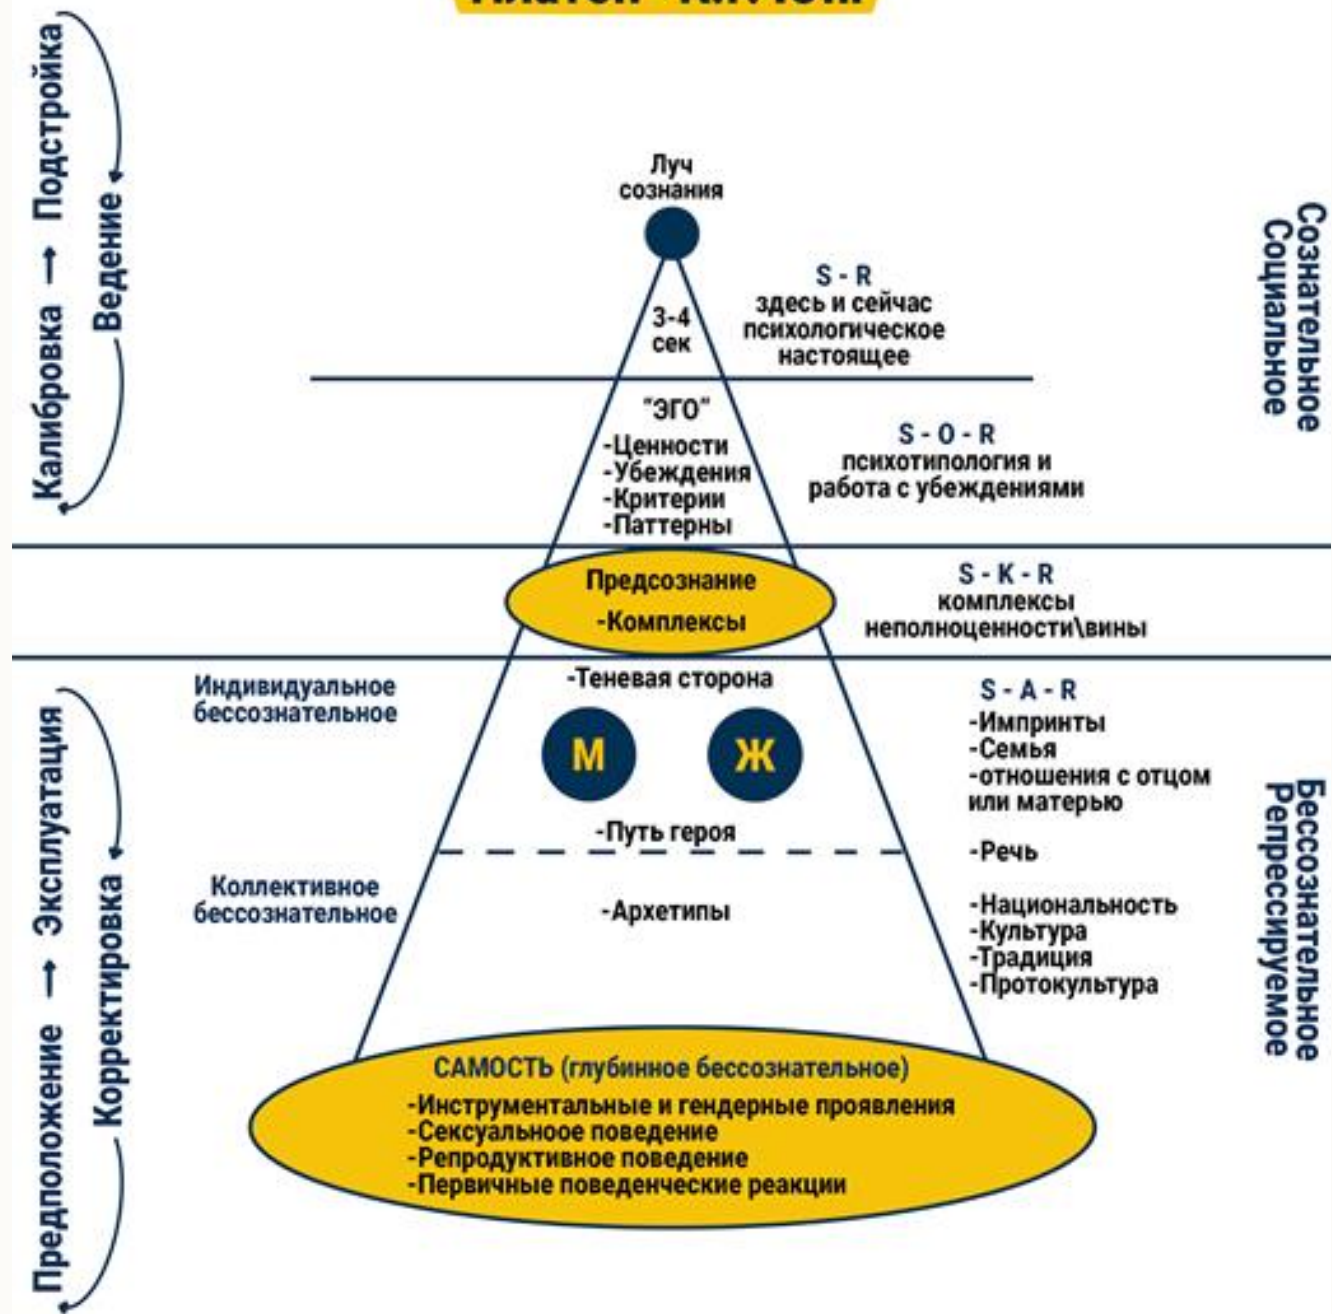 Подстройка
Ведение
Калибровка →
Луч
сознания
3-4
сек
S - R
здесь и сейчас
психологическое
настоящее
Сознательное
Социальное
"ЭГО"
-Ценности
-Убеждения
-Критерии
-Паттерны
S - O - R
психотипология и
работа с убеждениями
Предсознание
-Комплексы
S - K - R
комплексы
неполноценности\вины
Индивидуальное
бессознательное
-Теневая сторона
М
Ж
-Путь героя
S - A - R
-Импринты
-Семья
-отношения с отцом
или матерью
-Речь
-Национальность
-Культура
-Традиция
-Протокультура
Коллективное
бессознательное
-Архетипы
Бессознательное
Репрессируемое
Предположение → Эксплуатация
Корректировка
САМОСТЬ (глубинное бессознательное)
-Инструментальные и гендерные проявления
-Сексуальноое поведение
-Репродуктивное поведение
-Первичные поведенческие реакции